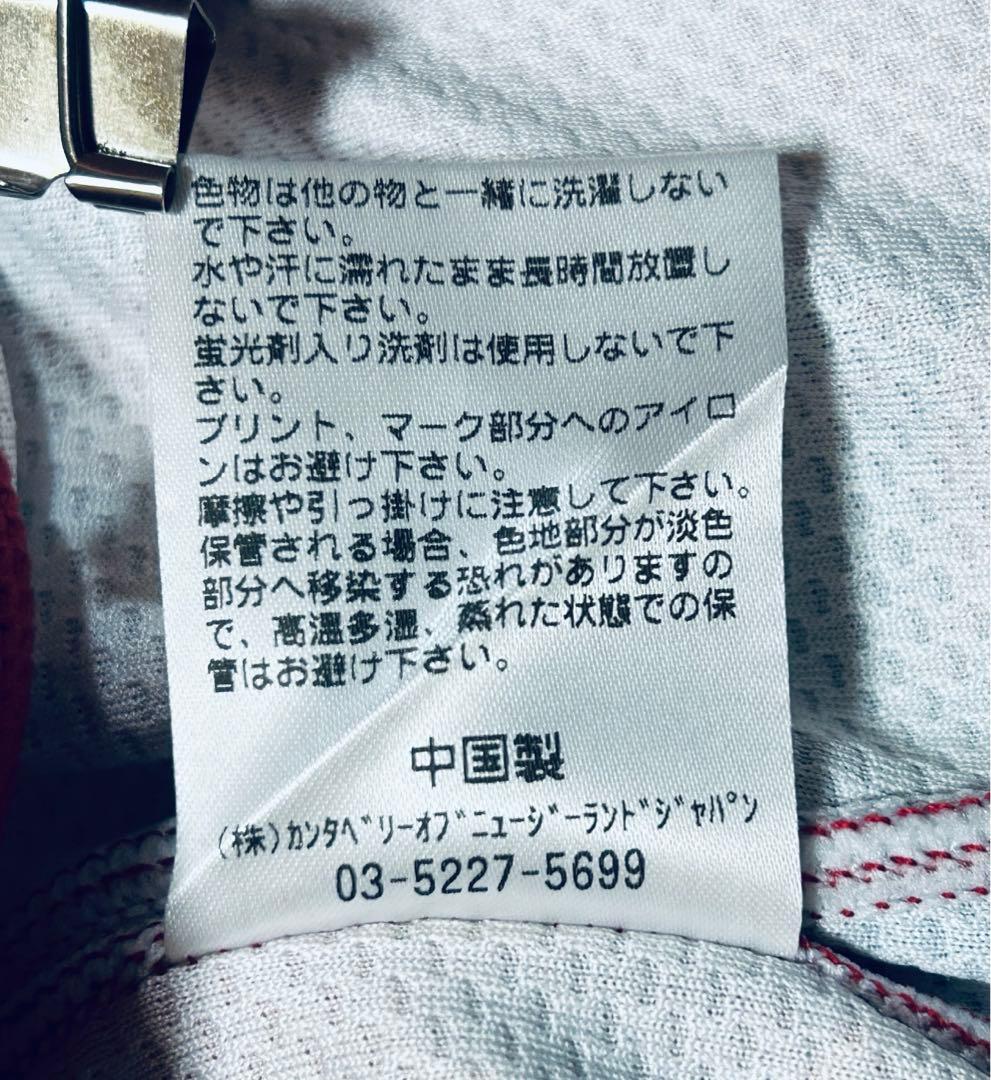 色物は他の物と一緒に洗濯しない
で下さい。
水や汗に濡れたまま長時間放置し
ないで下さい。
蛍光剤入り洗剤は使用しないで下
さい。
プリント、マーク部分へのアイロ
ンはお避け下さい。
摩擦や引っ掛けに注意して下さい。
保管される場合、色地部分が淡色
部分へ移染する恐れがありますの
で、高温多湿、蒸れた状態での保
管はお避け下さい。
中国製
(株)ｶﾝﾀﾍﾞﾘｰｵﾌﾞﾆｭｰｼﾞｰﾗﾝﾄﾞｼﾞｬﾊﾟﾝ
03-5227-5699